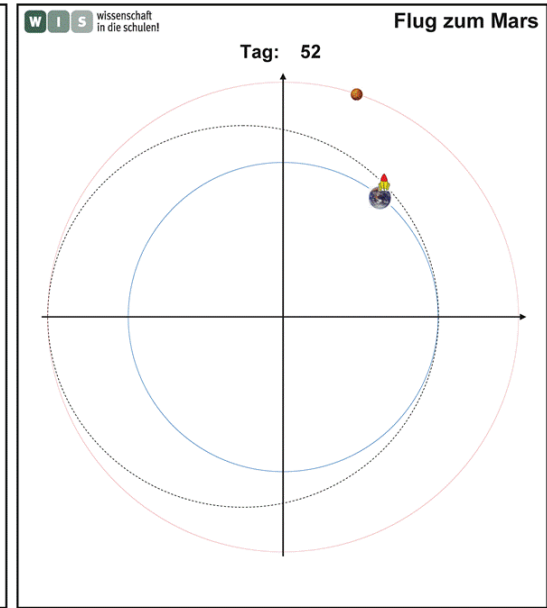 W I S wissenschaft
in die schulen!
Flug zum Mars
Tag: 52